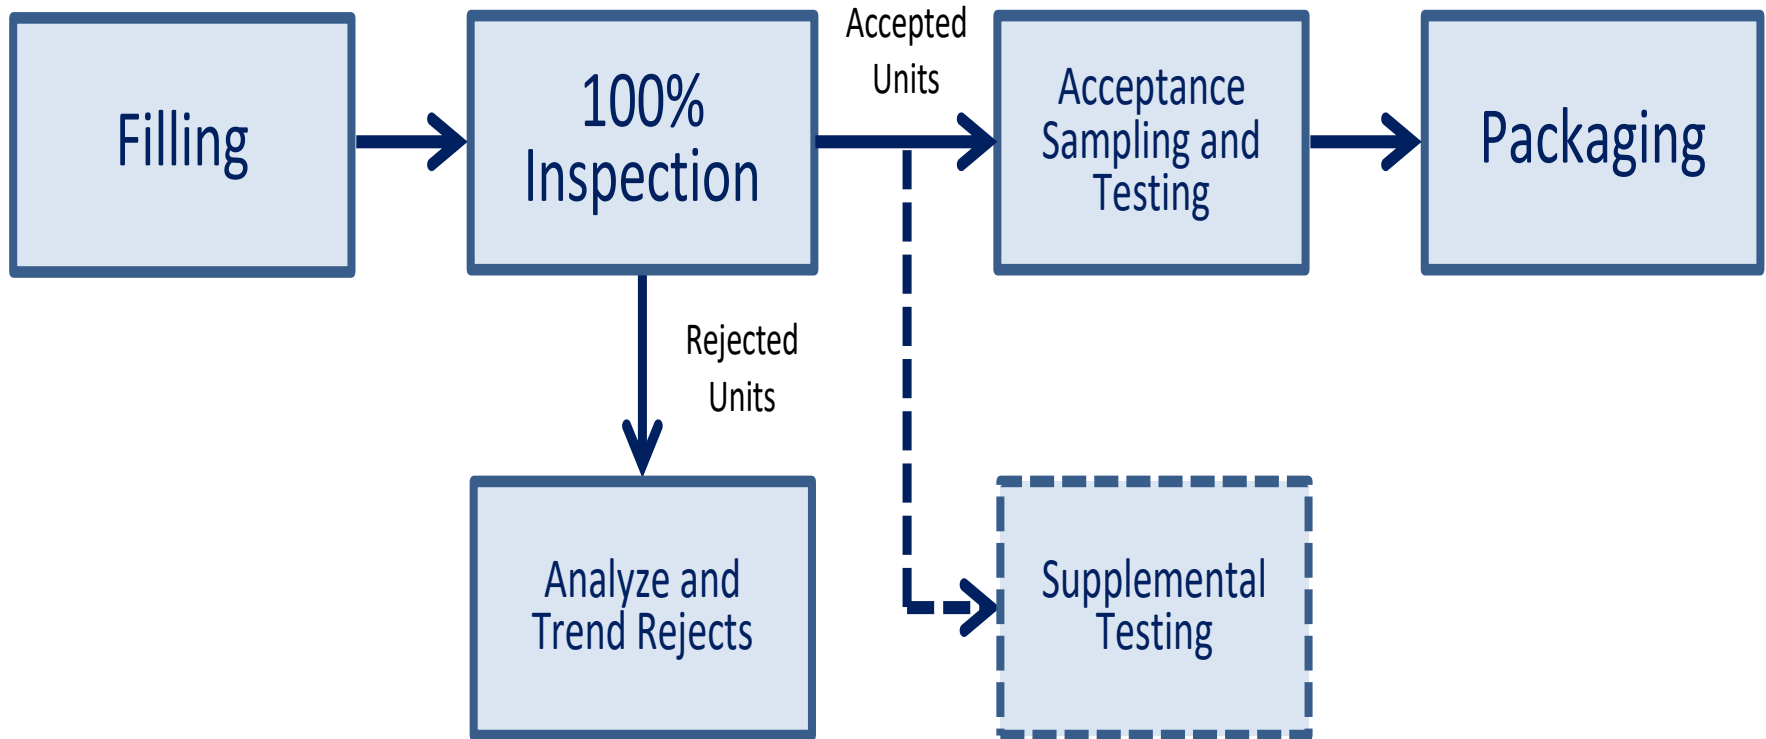 Filling
100%
Inspection
Accepted
Units
Acceptance
Sampling and
Testing
Packaging
Rejected
Units
Analyze and
Trend Rejects
Supplemental
Testing